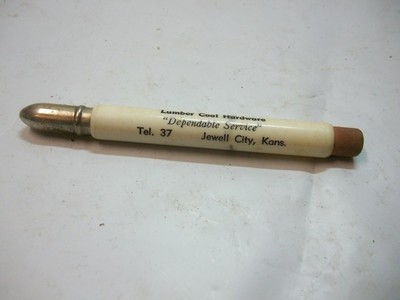 Lumber Coal Hardware
"Dependable Service"
Tel. 37 Jewell City, Kans.